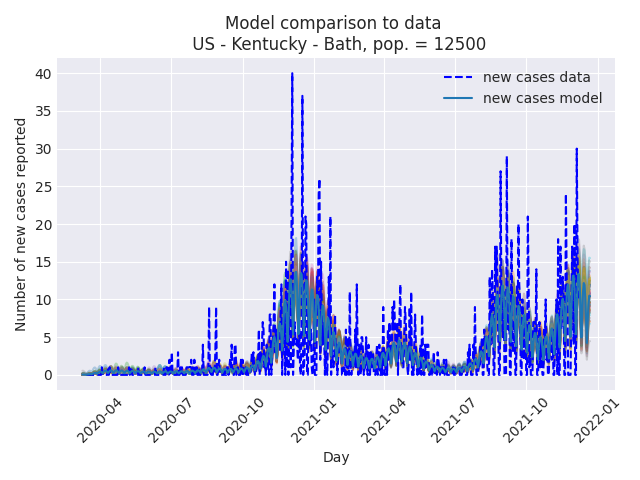 Model comparison to data
US - Kentucky - Bath, pop. = 12500
new cases data
new cases model
Number of new cases reported
40
35
30
25
20
15
10
5
0
2020-04
2020-07
2020-10
2021-01
2021-04
2021-07
2021-10
2022-01
Day